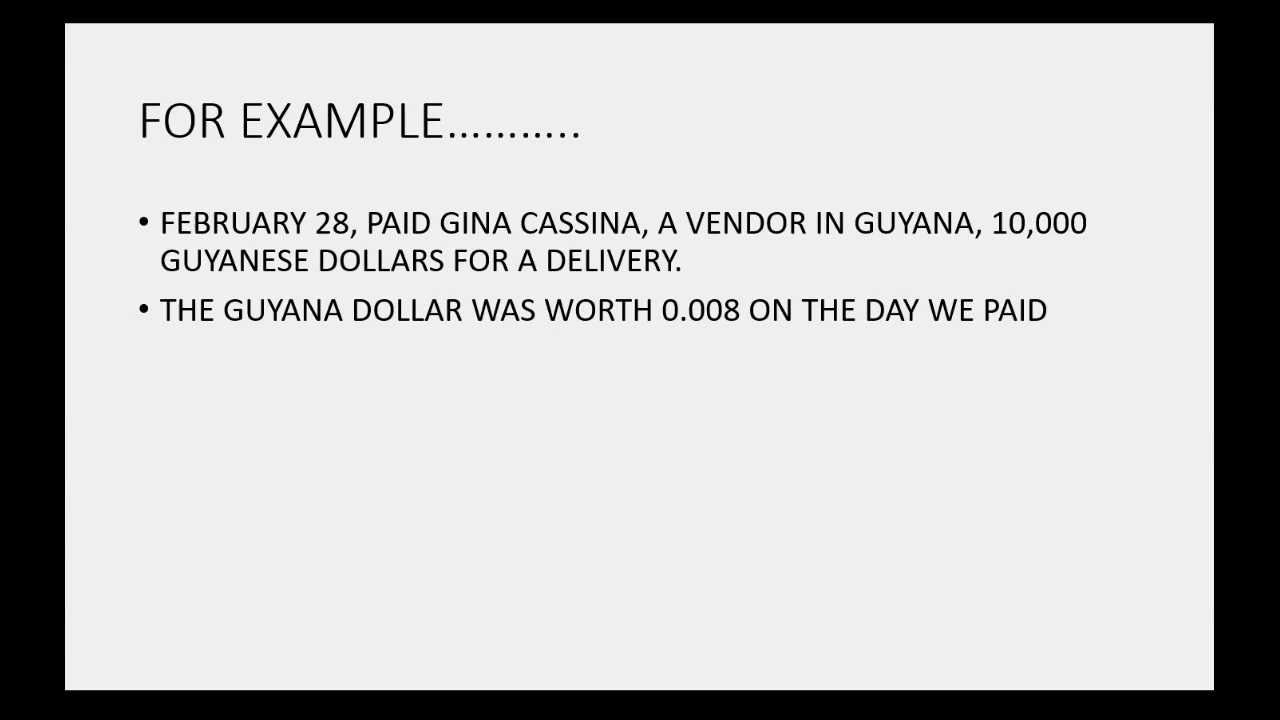 FOR EXAMPLE………..
• FEBRUARY 28, PAID GINA CASSINA, A VENDOR IN GUYANA, 10,000
GUYANESE DOLLARS FOR A DELIVERY.
• THE GUYANA DOLLAR WAS WORTH 0.008 ON THE DAY WE PAID